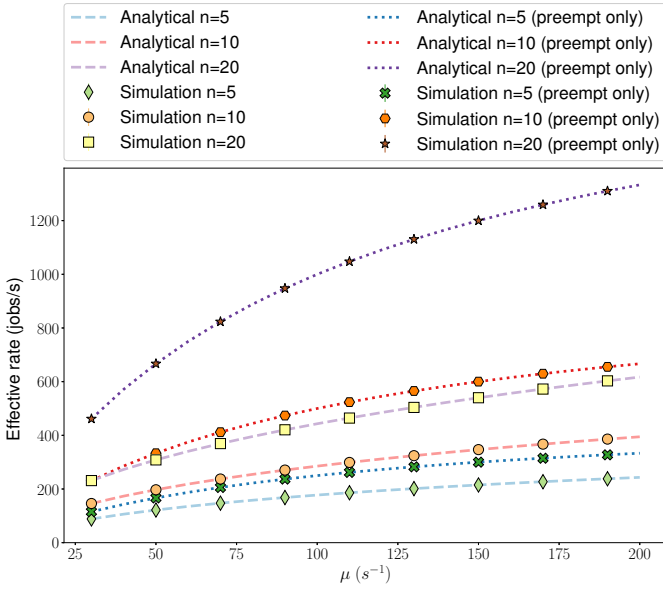 Analytical n=5
Analytical n=10
Analytical n=20
Simulation n=5
Simulation n=10
Simulation n=20
Analytical n=5 (preempt only)
Analytical n=10 (preempt only)
Analytical n=20 (preempt only)
Simulation n=5 (preempt only)
Simulation n=10 (preempt only)
Simulation n=20 (preempt only)
Effective rate (jobs/s)
1200
1000
800
600
400
200
0
25 50 75 100 125 150 175 200
μ (s⁻¹)